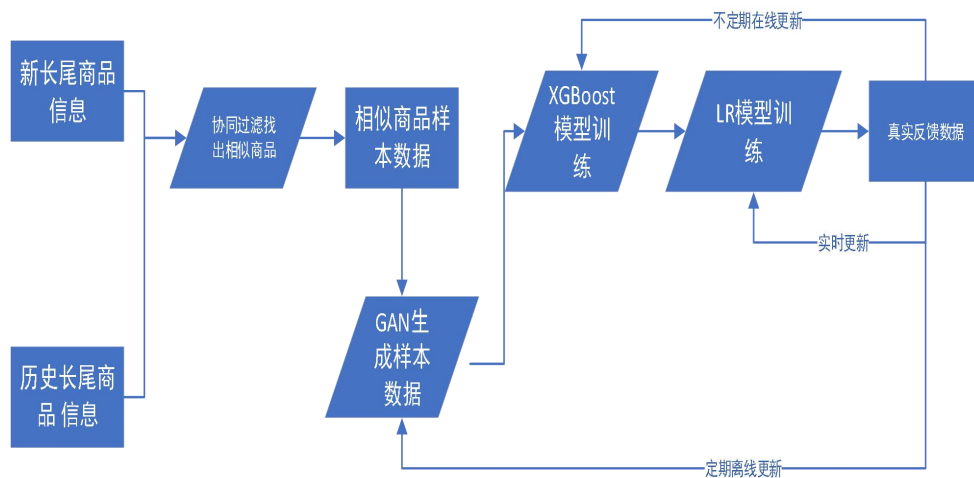 不定期在线更新
新长尾商品
信息
协同过滤找
出相似商品
相似商品样
本数据
XGBoost
模型训
练
LR模型训
练
真实反馈数据
实时更新
GAN生
成样本
数据
历史长尾商
品 信息
定期离线更新